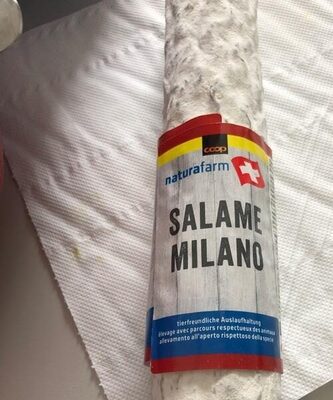 coop
naturafarm
SALAME
MILANO
tierfreundliche Auslaufhaltung
élevage avec parcours respectueux des animaux
allevamento all'aperto rispettoso della specie